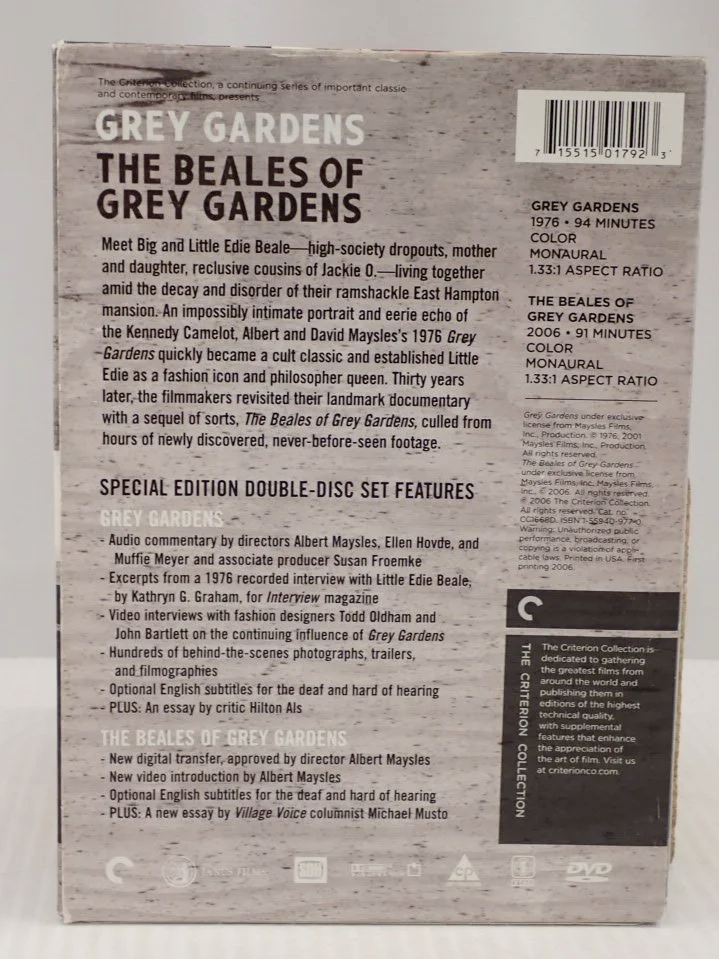 The Criterion Collection, a continuing series of important classic
and contemporary films, presents
GREY GARDENS
THE BEALES OF
GREY GARDENS
Meet Big and Little Edie Beale—high-society dropouts, mother
and daughter, reclusive cousins of Jackie O.—living together
amid the decay and disorder of their ramshackle East Hampton
mansion. An impossibly intimate portrait and eerie echo of
the Kennedy Camelot, Albert and David Maysles's 1976 Grey
Gardens quickly became a cult classic and established Little
Edie as a fashion icon and philosopher queen. Thirty years
later, the filmmakers revisited their landmark documentary
with a sequel of sorts, The Beales of Grey Gardens, culled from
hours of newly discovered, never-before-seen footage.
SPECIAL EDITION DOUBLE-DISC SET FEATURES
GREY GARDENS
- Audio commentary by directors Albert Maysles, Ellen Hovde, and
Muffie Meyer and associate producer Susan Froemke
- Excerpts from a 1976 recorded interview with Little Edie Beale,
by Kathryn G. Graham, for Interview magazine
- Video interviews with fashion designers Todd Oldham and
John Bartlett on the continuing influence of Grey Gardens
- Hundreds of behind-the-scenes photographs, trailers,
and filmographies
- Optional English subtitles for the deaf and hard of hearing
- PLUS: An essay by critic Hilton Als
THE BEALES OF GREY GARDENS
- New digital transfer, approved by director Albert Maysles
- New video introduction by Albert Maysles
- Optional English subtitles for the deaf and hard of hearing
- PLUS: A new essay by Village Voice columnist Michael Musto
7 15515 01792 3
GREY GARDENS
1976 • 94 MINUTES
COLOR
MONAURAL
1.33:1 ASPECT RATIO
THE BEALES OF
GREY GARDENS
2006 • 91 MINUTES
COLOR
MONAURAL
1.33:1 ASPECT RATIO
Grey Gardens under exclusive
license from Maysles Films,
Inc., Production. © 1976, 2001
Maysles Films, Inc., Production.
All rights reserved.
The Beales of Grey Gardens
under exclusive license from
Maysles Films, Inc. Maysles Films,
Inc., © 2006. All rights reserved.
© 2006 The Criterion Collection.
All rights reserved. Cat. no.
CC1668D. ISBN 1-55940-977-0.
Warning: Unauthorized public
performance, broadcasting, or
copying is a violation of appli-
cable laws. Printed in USA. First
printing 2006.
THE CRITERION COLLECTION
The Criterion Collection is
dedicated to gathering
the greatest films from
around the world and
publishing them in
editions of the highest
technical quality,
with supplemental
features that enhance
the appreciation of
the art of film. Visit us
at criterionco.com.
SDH
CP
DVD